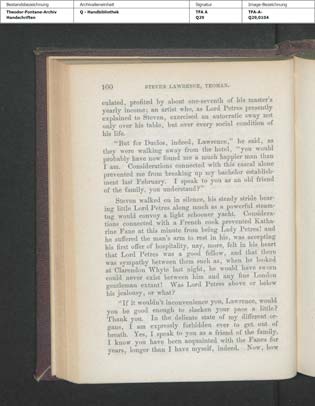 Bestandsbezeichnung Archivalieneinheit Signatur Image-Bezeichnung
Theodor-Fontane-Archiv Q - Handbibliothek TFA A TFA-A-
Handschriften Q29 Q29,0104
160 STEVEN LAWRENCE, YEOMAN.
culated, profited by about one-seventh of his master's
yearly income; an artist who, as Lord Petres presently
explained to Steven, exercised an autocratic sway not
only over his table, but over every social condition of
his life.
"But for Duclos, indeed, Lawrence," he said, as
they were walking away from the hotel, "you would
probably have now found me a much happier man than
I am. Considerations connected with this rascal alone
prevented me from breaking up my bachelor establish-
ment last February. I speak to you as an old friend
of the family, you understand?"
Steven walked on in silence, his steady stride bear-
ing little Lord Petres along much as a powerful steam-
tug would convoy a light schooner yacht. Considera-
tions connected with a French cook prevented Katha-
rine Fane at this minute from being Lady Petres! and
he suffered the man's arm to rest in his, was accepting
his first offer of hospitality, nay, more, felt in his heart
that Lord Petres was a good fellow, and that there
was sympathy between them such as, when he looked
at Clarendon Whyte last night, he would have sworn
could never exist between him and any fine London
gentleman extant! Was Lord Petres above or below
his jealousy, or what?
"If it wouldn't inconvenience you, Lawrence, would
you be good enough to slacken your pace a little?
Thank you. In the delicate state of my different or-
gans, I am expressly forbidden ever to get out of
breath. Yes, I speak to you as a friend of the family.
I know you have been acquainted with the Fanes for
years, longer than I have myself, indeed. Now, how